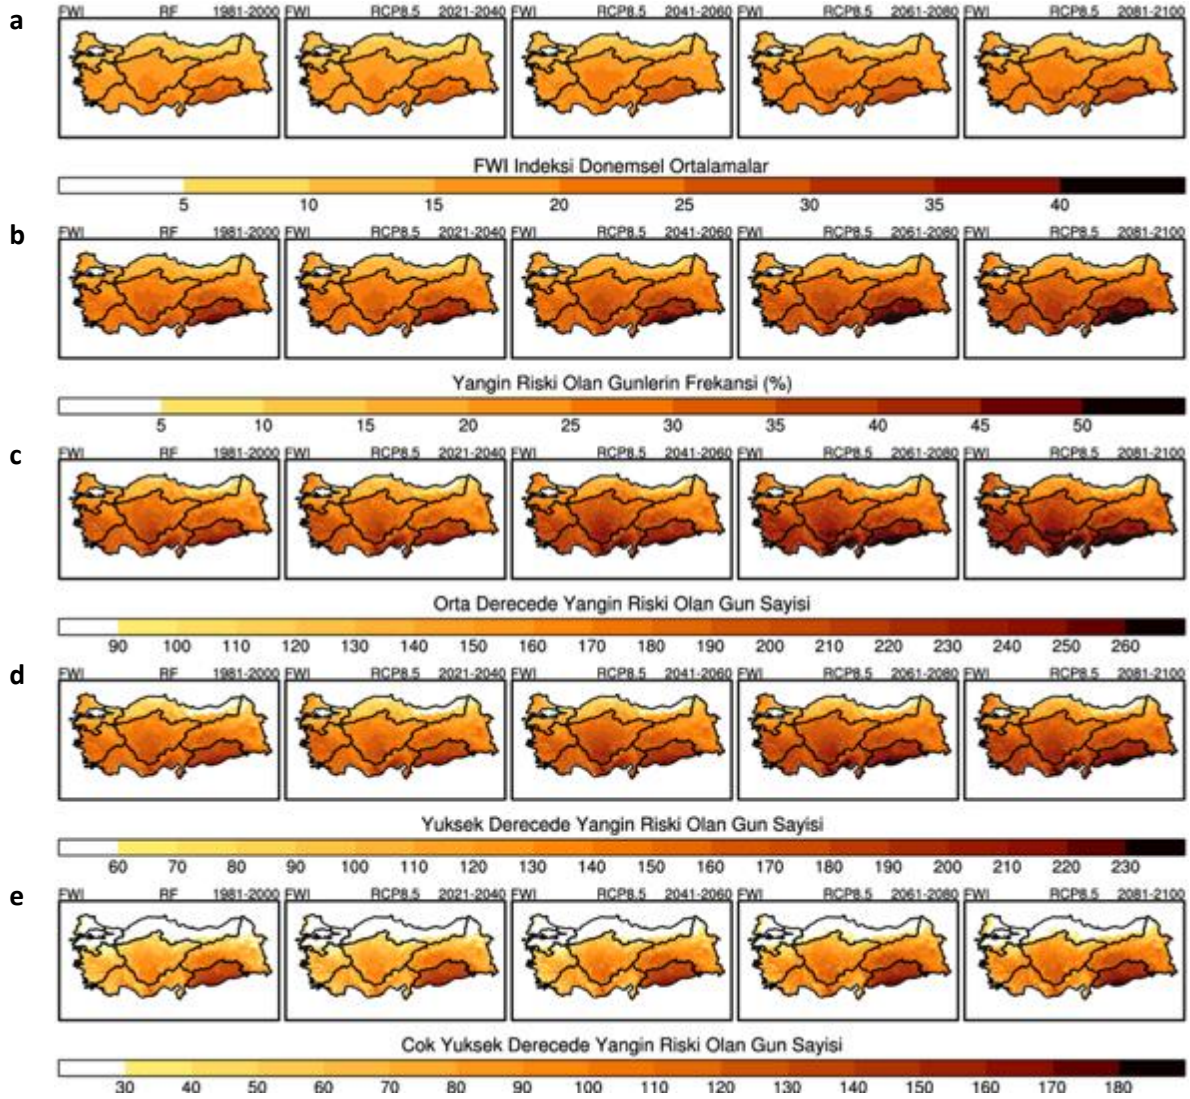 a
FWI RF 1981-2000 FWI RCP8.5 2021-2040 FWI RCP8.5 2041-2060 FWI RCP8.5 2061-2080 FWI RCP8.5 2081-2100
FWI Indeksi Donemsel Ortalamalar
5 10 15 20 25 30 35 40
b
FWI RF 1981-2000 FWI RCP8.5 2021-2040 FWI RCP8.5 2041-2060 FWI RCP8.5 2061-2080 FWI RCP8.5 2081-2100
Yangin Riski Olan Gunlerin Frekansi (%)
5 10 15 20 25 30 35 40 45 50
c
FWI RF 1981-2000 FWI RCP8.5 2021-2040 FWI RCP8.5 2041-2060 FWI RCP8.5 2061-2080 FWI RCP8.5 2081-2100
Orta Derecede Yangin Riski Olan Gun Sayisi
90 100 110 120 130 140 150 160 170 180 190 200 210 220 230 240 250 260
d
FWI RF 1981-2000 FWI RCP8.5 2021-2040 FWI RCP8.5 2041-2060 FWI RCP8.5 2061-2080 FWI RCP8.5 2081-2100
Yuksek Derecede Yangin Riski Olan Gun Sayisi
60 70 80 90 100 110 120 130 140 150 160 170 180 190 200 210 220 230
e
FWI RF 1981-2000 FWI RCP8.5 2021-2040 FWI RCP8.5 2041-2060 FWI RCP8.5 2061-2080 FWI RCP8.5 2081-2100
Cok Yuksek Derecede Yangin Riski Olan Gun Sayisi
30 40 50 60 70 80 90 100 110 120 130 140 150 160 170 180